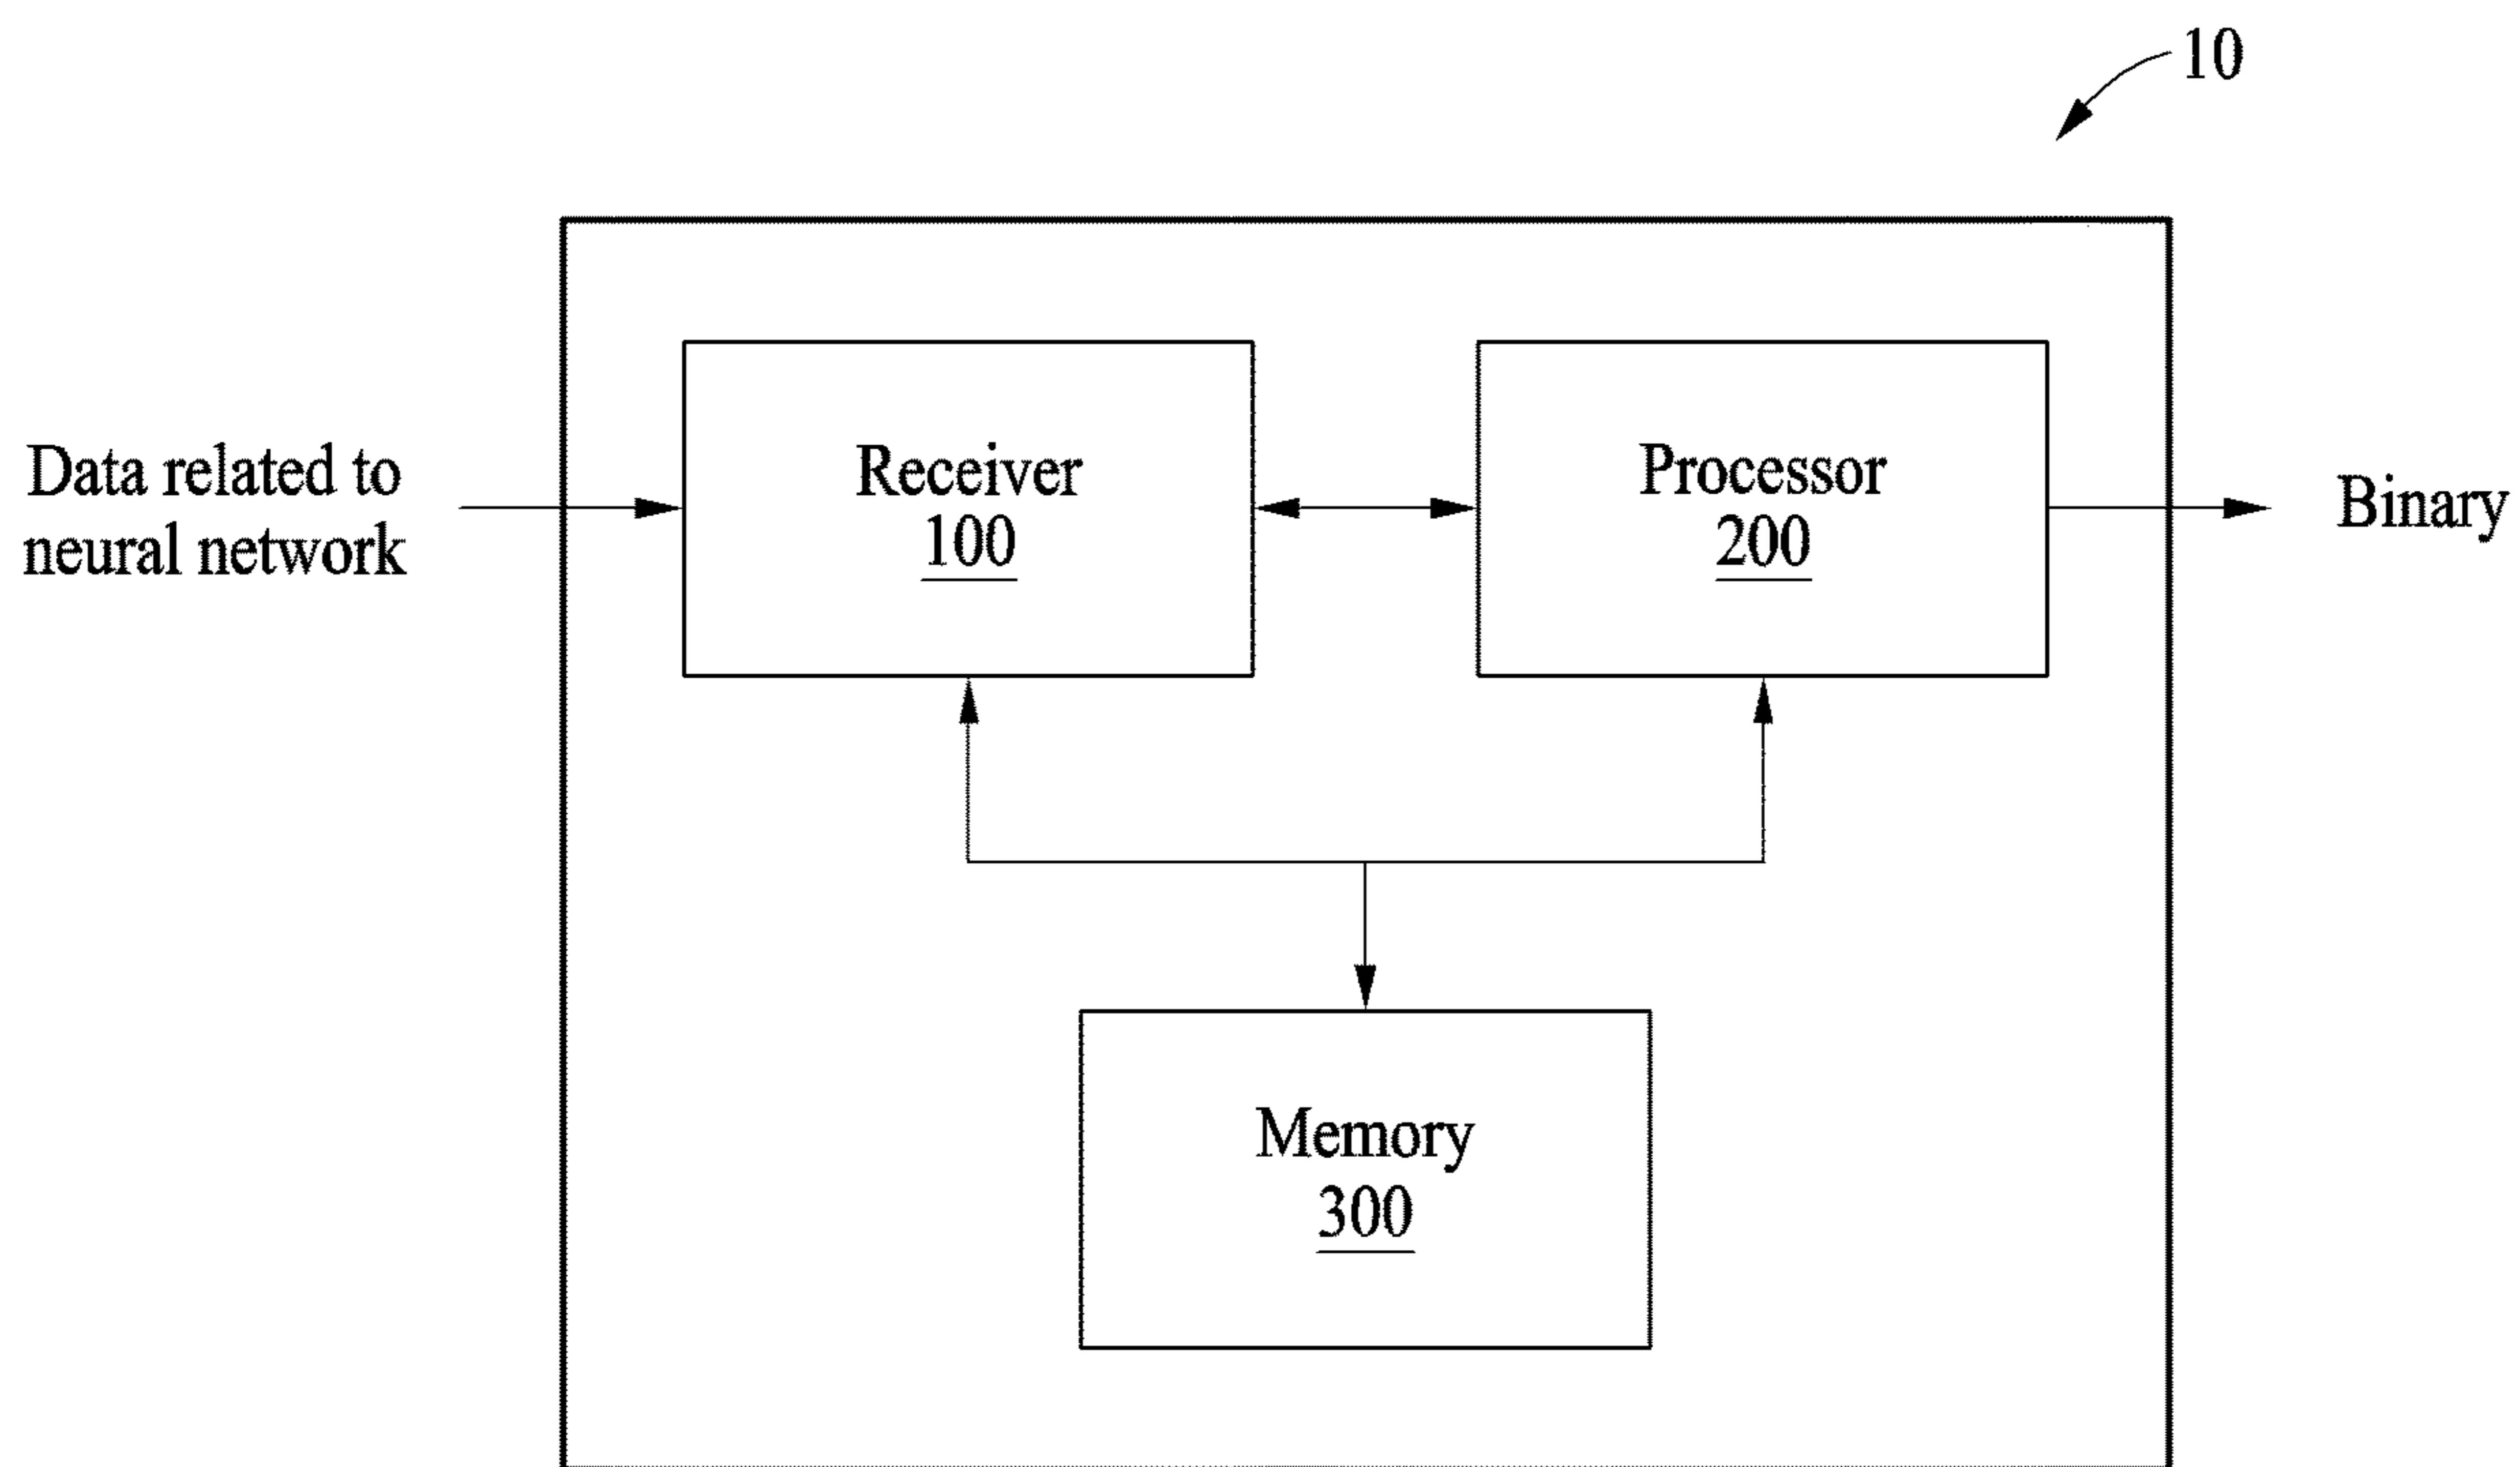 10
Data related to
neural network
Receiver
100
Processor
200
Binary
Memory
300